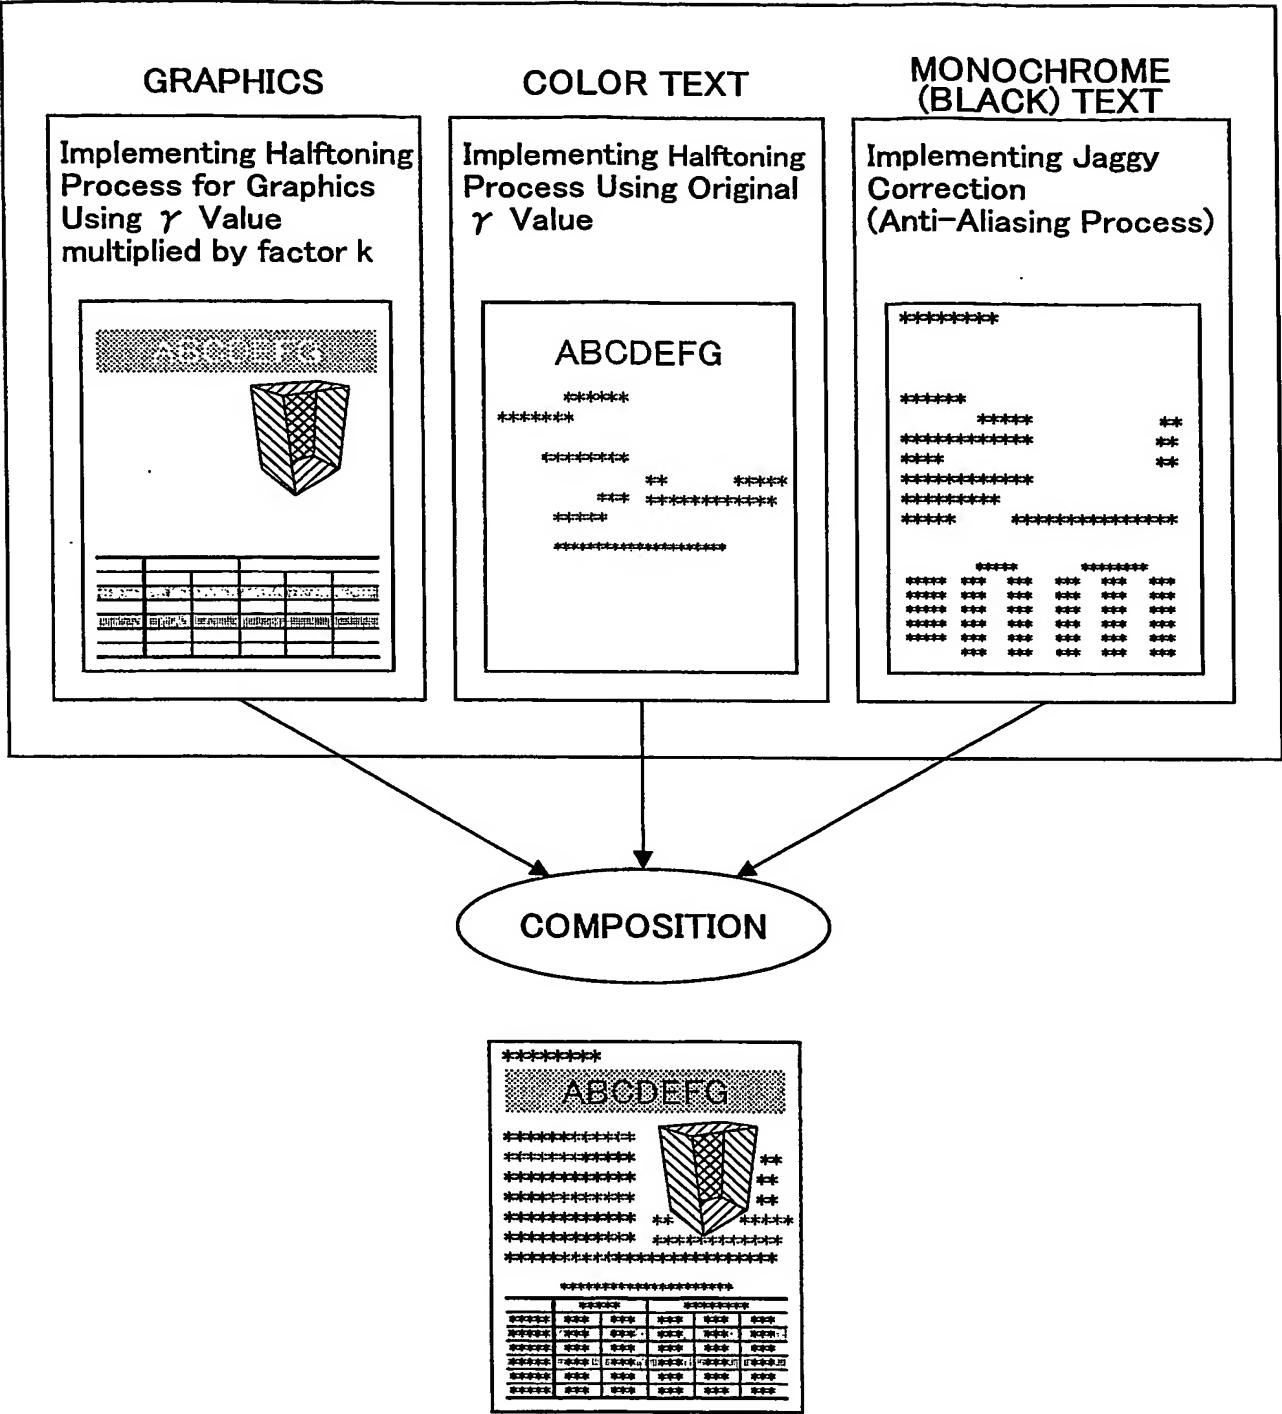 GRAPHICS
Implementing Halftoning
Process for Graphics
Using γ Value
multiplied by factor k
ABCDEFG
COLOR TEXT
Implementing Halftoning
Process Using Original
γ Value
ABCDEFG
******
*******
********
** *****
*** ************
*****
********************
MONOCHROME
(BLACK) TEXT
Implementing Jaggy
Correction
(Anti-Aliasing Process)
********
******
***** **
************ **
**** **
************
*********
***** ***************
***** ********
***** *** *** *** *** ***
***** *** *** *** *** ***
***** *** *** *** *** ***
***** *** *** *** *** ***
***** *** *** *** *** ***
*** *** *** *** ***
COMPOSITION
********
ABCDEFG
************
************ **
************ **
************ **
************ ** *****
************ ************
*************************
********************
***** ********
***** *** *** *** *** ***
***** *** *** *** *** ***
***** *** *** *** *** ***
***** *** *** *** *** ***
***** *** *** *** *** ***
***** *** *** *** *** ***